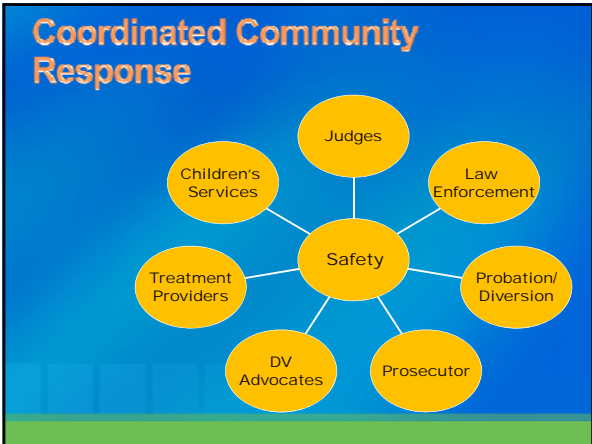 Coordinated Community
Response
Judges
Children's
Services
Law
Enforcement
Safety
Treatment
Providers
Probation/
Diversion
DV
Advocates
Prosecutor